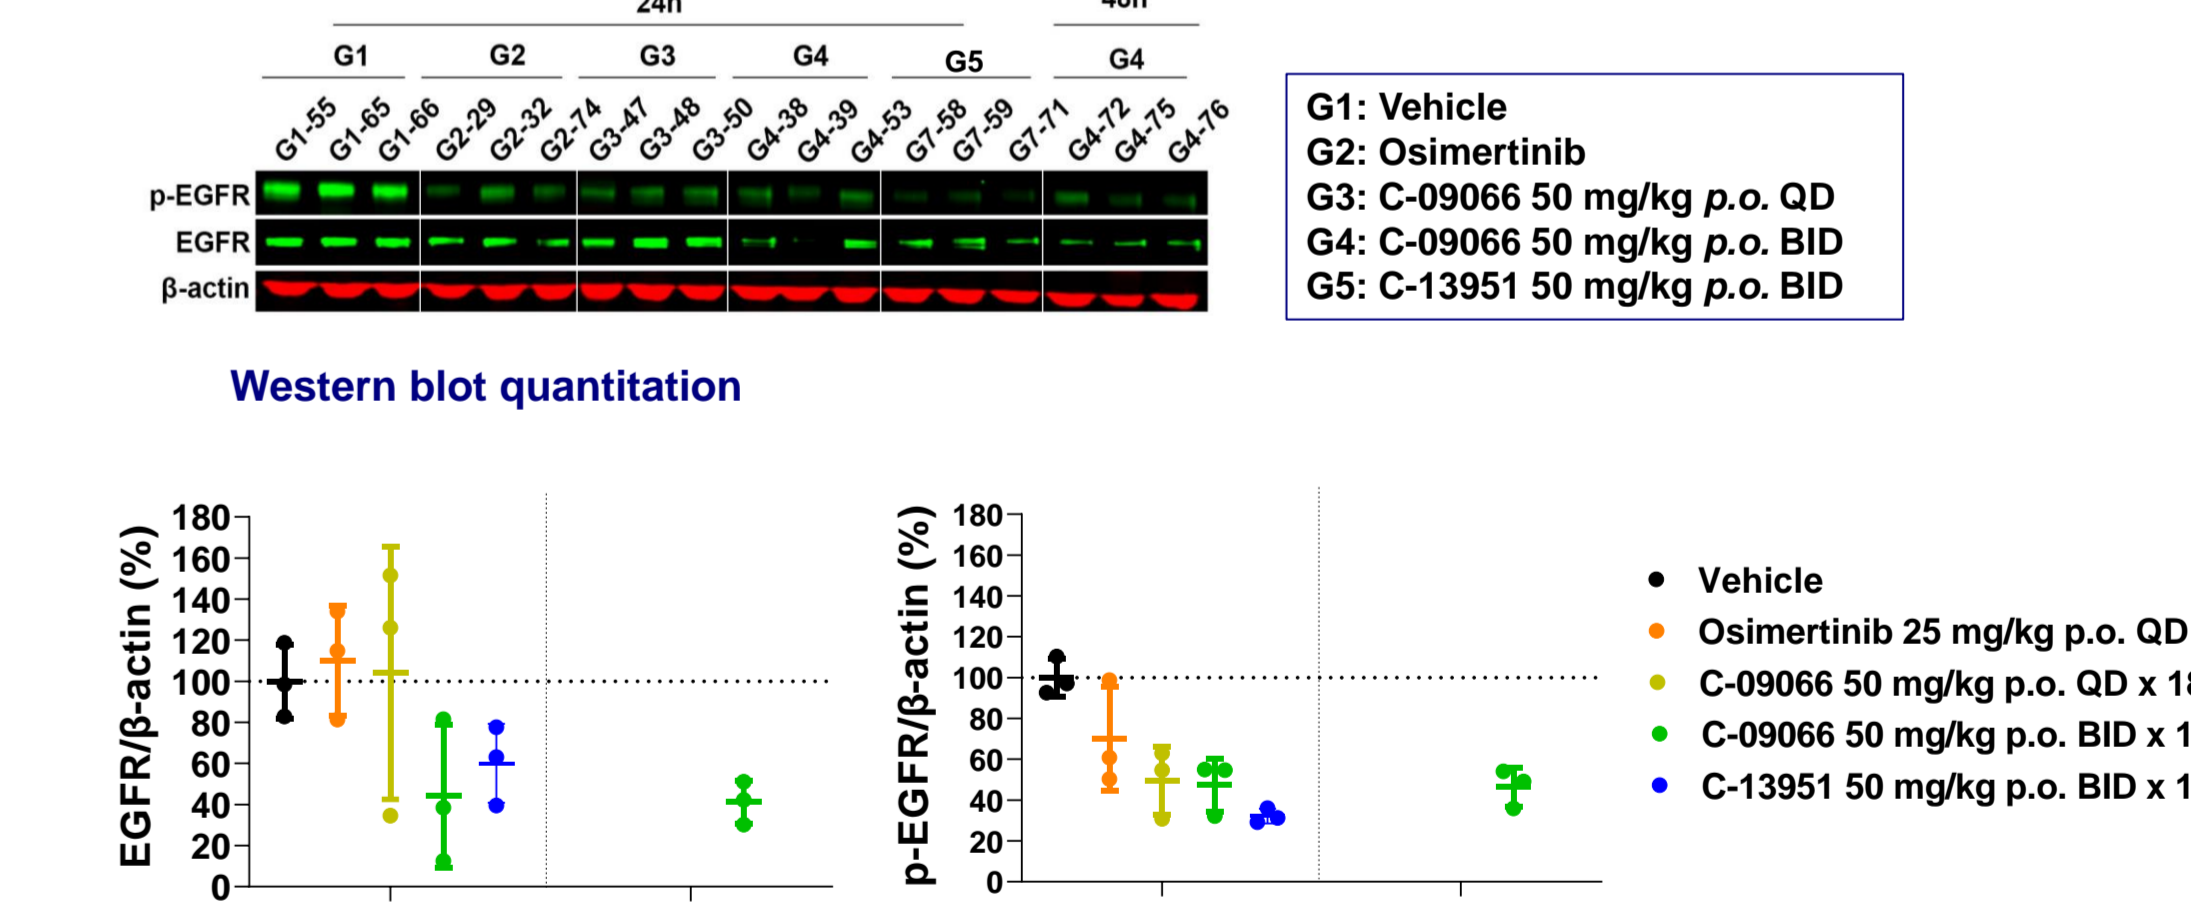 24h 48h
G1 G2 G3 G4 G5 G4
G1-55 G1-65 G1-66 G2-29 G2-32 G2-74 G3-47 G3-48 G3-50 G4-38 G4-39 G4-53 G7-58 G7-59 G7-71 G4-72 G4-75 G4-76
p-EGFR
EGFR
β-actin
G1: Vehicle
G2: Osimertinib
G3: C-09066 50 mg/kg p.o. QD
G4: C-09066 50 mg/kg p.o. BID
G5: C-13951 50 mg/kg p.o. BID
Western blot quantitation
EGFR/β-actin (%)
180
160
140
120
100
80
60
40
20
0
p-EGFR/β-actin (%)
180
160
140
120
100
80
60
40
20
0
Vehicle
Osimertinib 25 mg/kg p.o. QD
C-09066 50 mg/kg p.o. QD x 18
C-09066 50 mg/kg p.o. BID x 1
C-13951 50 mg/kg p.o. BID x 1